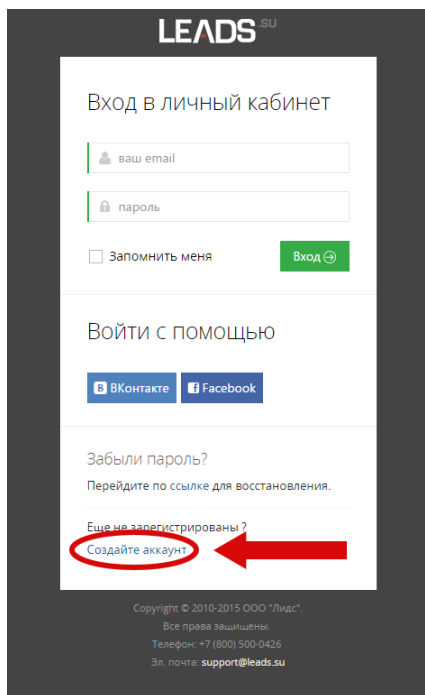 LEADS.SU
Вход в личный кабинет
ваш email
пароль
Запомнить меня
Вход
Войти с помощью
В ВКонтакте f Facebook
Забыли пароль?
Перейдите по ссылке для восстановления.
Еще не зарегистрированы ?
Создайте аккаунт
Copyright © 2010-2015 ООО "Лидс".
Все права защищены.
Телефон: +7 (800) 500-0426
Эл. почта: support@leads.su